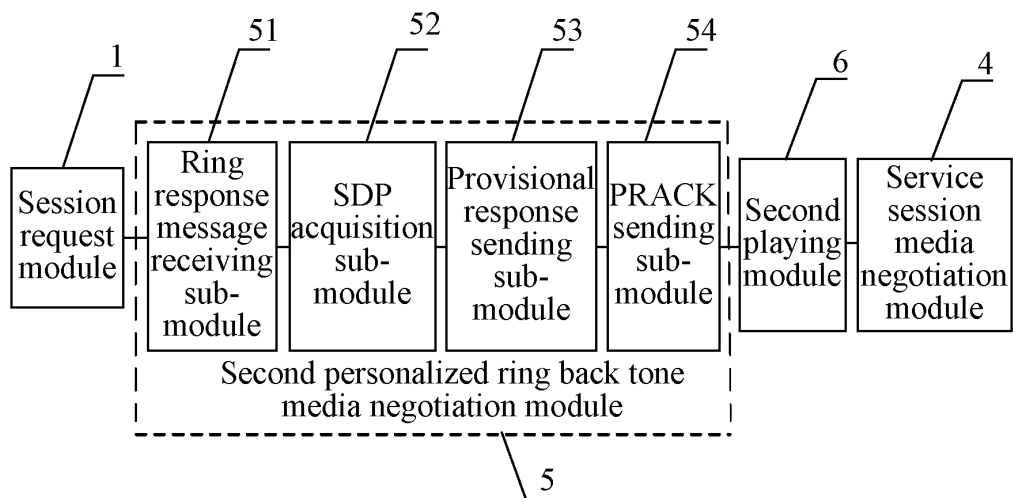 1
51
52
53
54
6
4
Session
request
module
Ring
response
message
receiving
sub-
module
SDP
acquisition
sub-
module
Provisional
response
sending
sub-
module
PRACK
sending
sub-
module
Second
playing
module
Service
session
media
negotiation
module
Second personalized ring back tone
media negotiation module
5